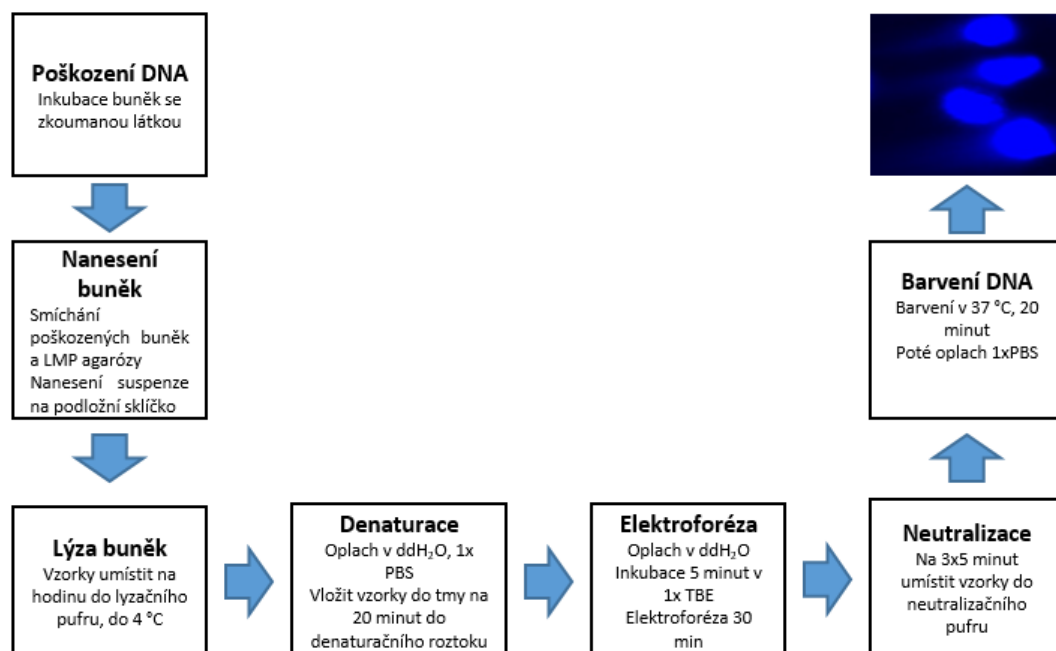 Poškození DNA
Inkubace buněk se
zkoumanou látkou
Nanesení
buněk
Smíchání
poškozených buněk
a LMP agarózy
Nanesení suspenze
na podložní sklíčko
Lýza buněk
Vzorky umístit na
hodinu do lyzačního
pufru, do 4 °C
Denaturace
Oplach v ddH₂O, 1x
PBS
Vložit vzorky do tmy na
20 minut do
denaturačního roztoku
Elektroforéza
Oplach v ddH₂O
Inkubace 5 minut v
1x TBE
Elektroforéza 30
min
Neutralizace
Na 3x5 minut
umístit vzorky do
neutralizačního
pufru
Barvení DNA
Barvení v 37 °C, 20
minut
Poté oplach 1xPBS